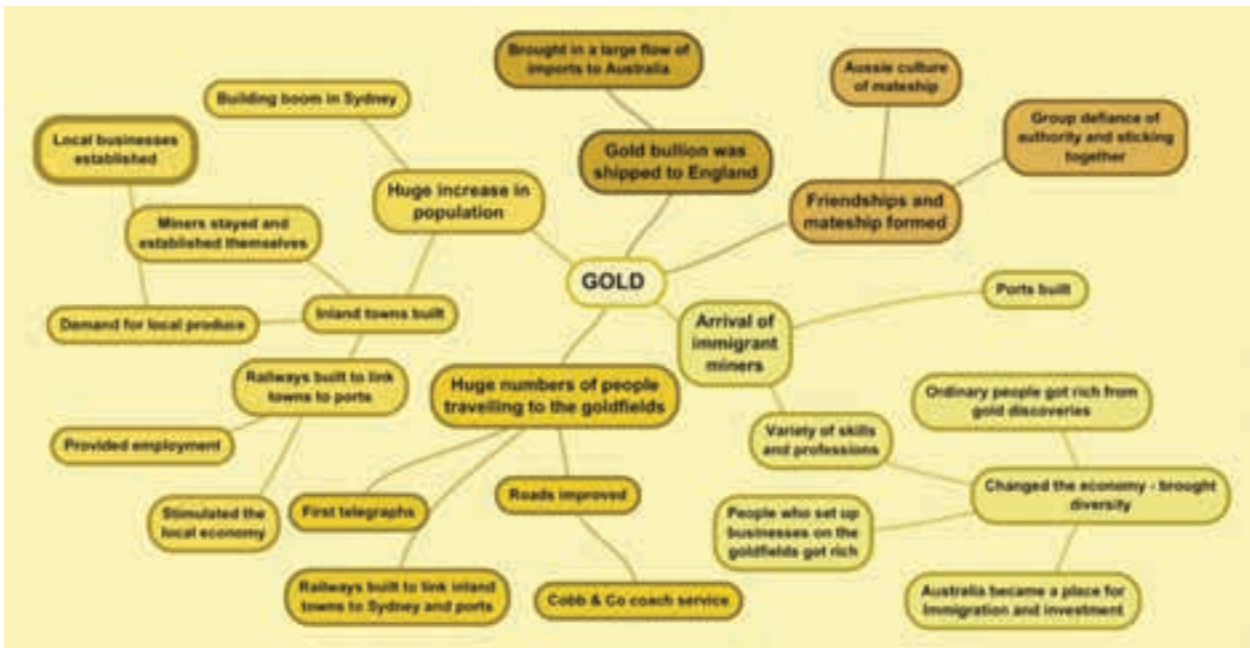 Brought in a large flow of
imports to Australia
Aussie culture
of mateship
Building boom in Sydney
Group defiance of
authority and sticking
together
Local businesses
established
Gold bullion was
shipped to England
Huge increase in
population
Friendships and
mateship formed
Miners stayed and
established themselves
GOLD
Ports built
Inland towns built
Demand for local produce
Arrival of
immigrant
miners
Railways built to link
towns to ports
Huge numbers of people
travelling to the goldfields
Ordinary people got rich from
gold discoveries
Provided employment
Variety of skills
and professions
Roads improved
Changed the economy - brought
diversity
First telegraphs
Stimulated the
local economy
People who set up
businesses on the
goldfields got rich
Railways built to link inland
towns to Sydney and ports
Cobb & Co coach service
Australia became a place for
Immigration and investment